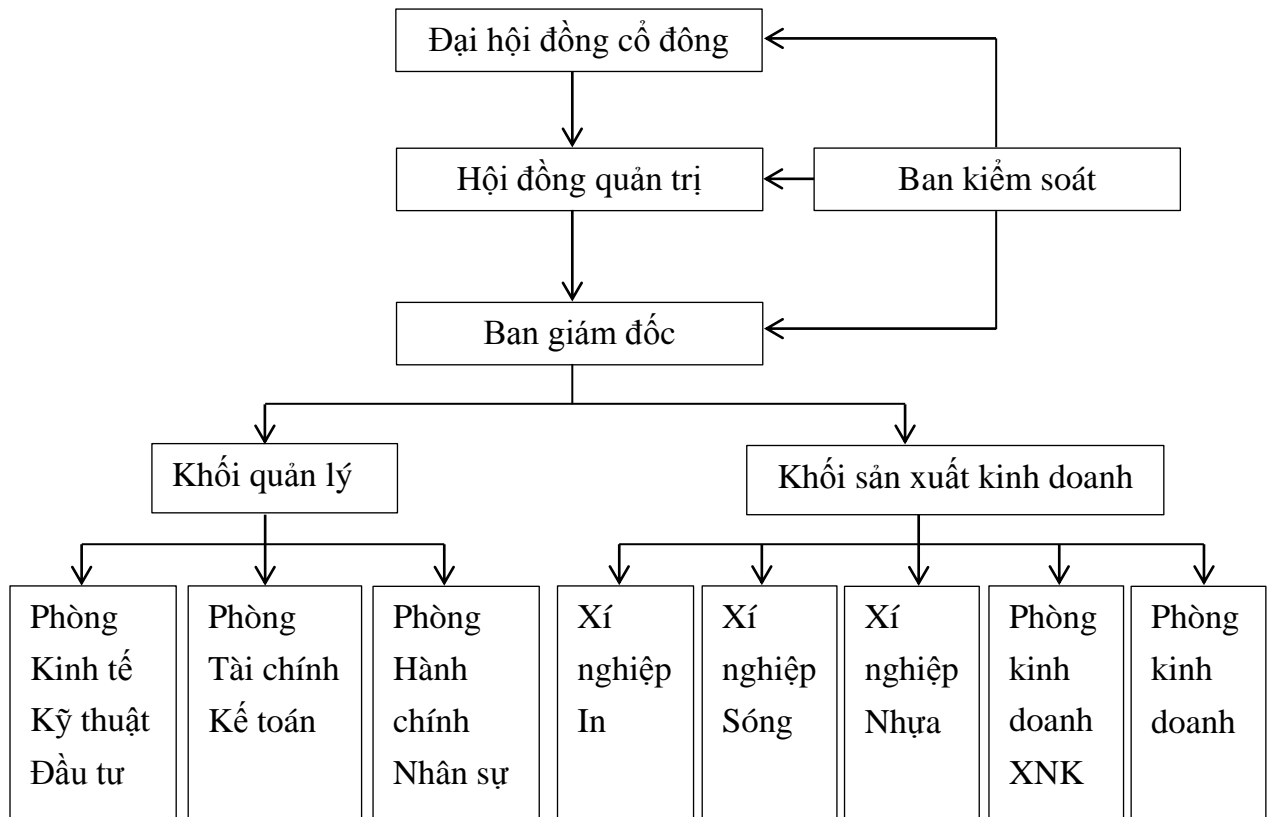 Đại hội đồng cổ đông
Hội đồng quản trị
Ban kiểm soát
Ban giám đốc
Khối quản lý
Khối sản xuất kinh doanh
Phòng
Kinh tế
Kỹ thuật
Đầu tư
Phòng
Tài chính
Kế toán
Phòng
Hành
chính
Nhân sự
Xí
nghiệp
In
Xí
nghiệp
Sóng
Xí
nghiệp
Nhựa
Phòng
kinh
doanh
XNK
Phòng
kinh
doanh